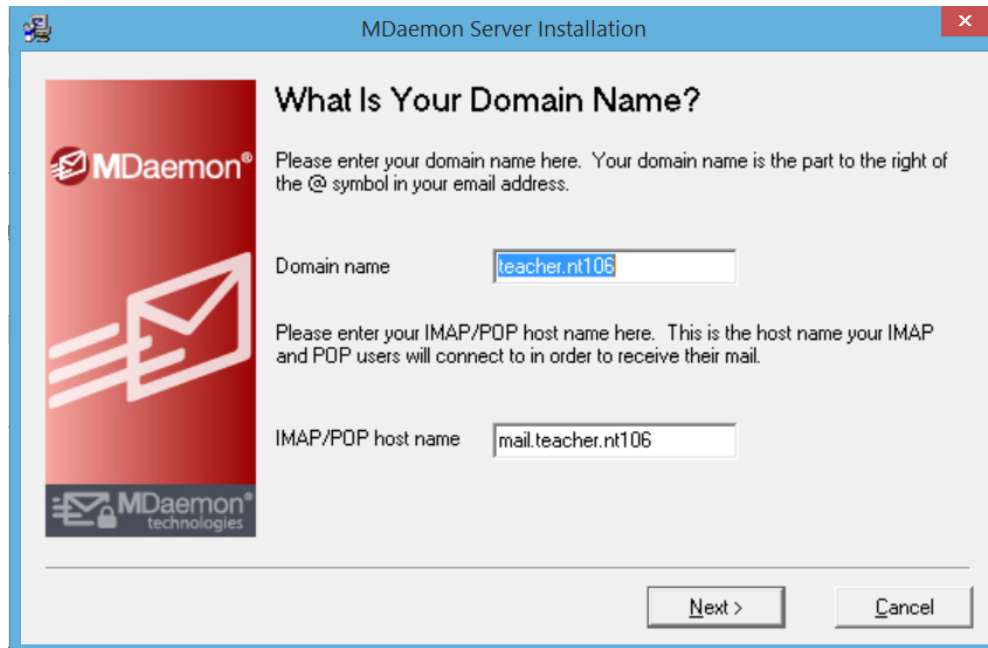 MDaemon Server Installation
What Is Your Domain Name?
MDaemon®
Please enter your domain name here. Your domain name is the part to the right of
the @ symbol in your email address.
Domain name
teacher.nt106
Please enter your IMAP/POP host name here. This is the host name your IMAP
and POP users will connect to in order to receive their mail.
IMAP/POP host name
mail.teacher.nt106
MDaemon®
technologies
Next >
Cancel